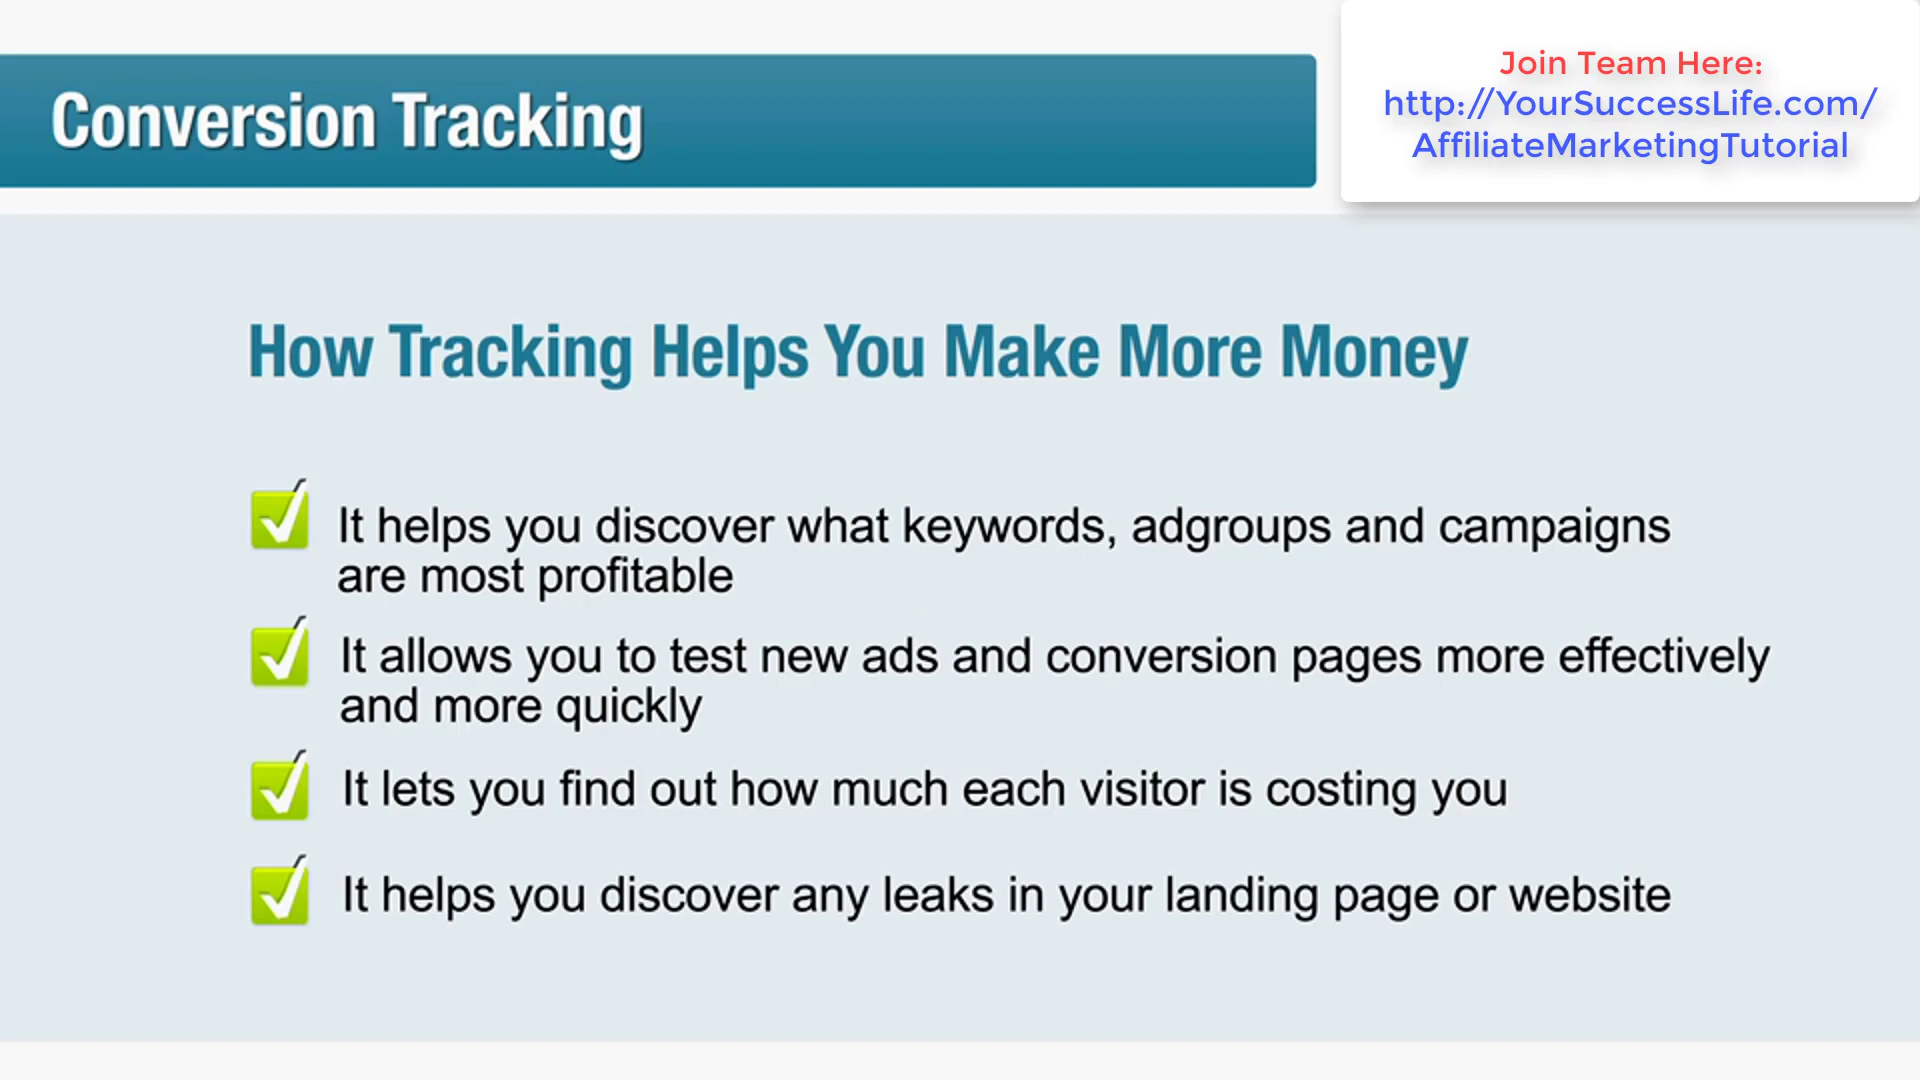 Conversion Tracking
Join Team Here:
http://YourSuccessLife.com/
AffiliateMarketingTutorial
How Tracking Helps You Make More Money
It helps you discover what keywords, adgroups and campaigns
are most profitable
It allows you to test new ads and conversion pages more effectively
and more quickly
It lets you find out how much each visitor is costing you
It helps you discover any leaks in your landing page or website